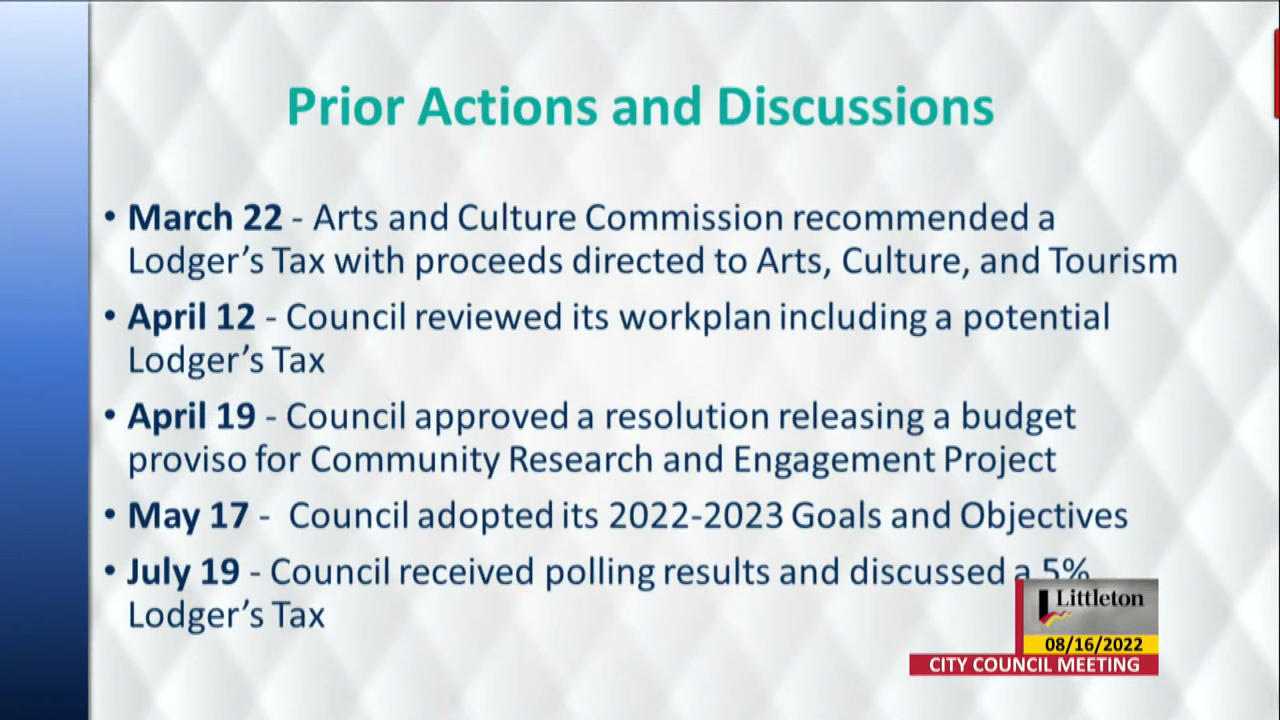 Prior Actions and Discussions
• March 22 - Arts and Culture Commission recommended a
Lodger's Tax with proceeds directed to Arts, Culture, and Tourism
• April 12 - Council reviewed its workplan including a potential
Lodger's Tax
• April 19 - Council approved a resolution releasing a budget
proviso for Community Research and Engagement Project
• May 17 - Council adopted its 2022-2023 Goals and Objectives
• July 19 - Council received polling results and discussed a 5%
Lodger's Tax
Littleton
08/16/2022
CITY COUNCIL MEETING